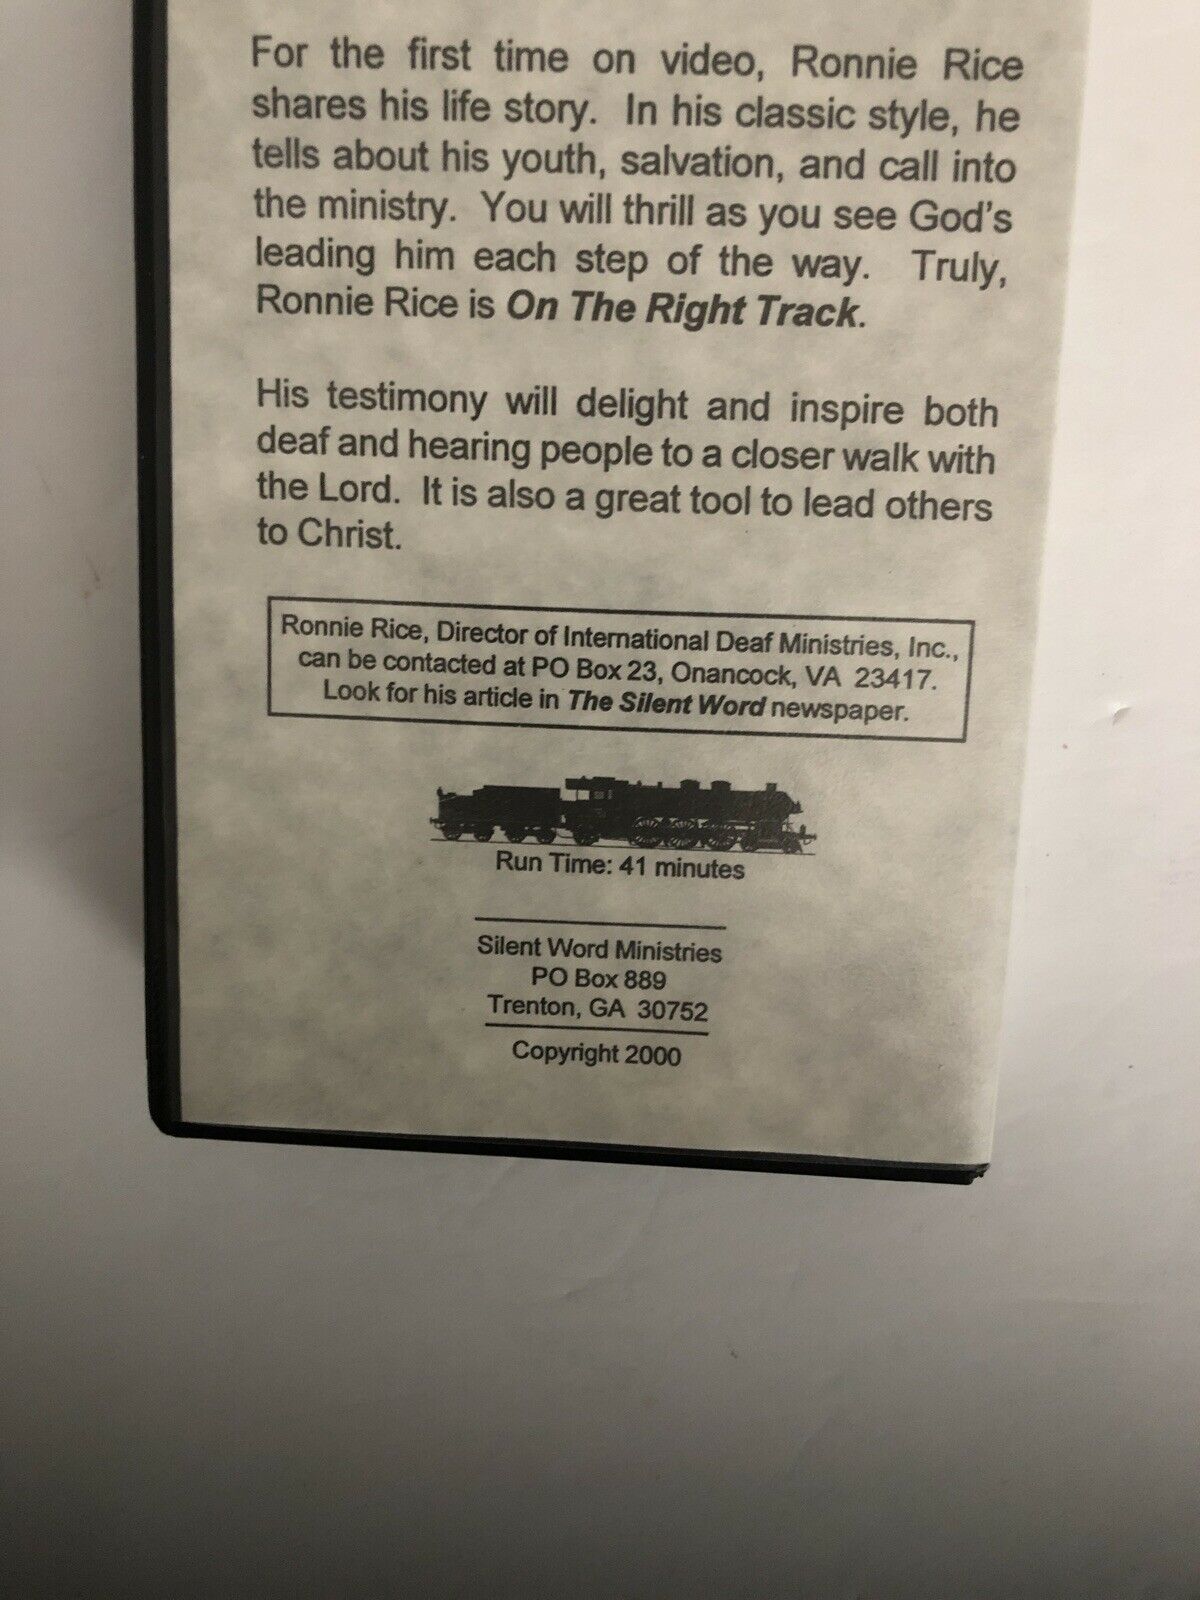 For the first time on video, Ronnie Rice
shares his life story. In his classic style, he
tells about his youth, salvation, and call into
the ministry. You will thrill as you see God's
leading him each step of the way. Truly,
Ronnie Rice is On The Right Track.
His testimony will delight and inspire both
deaf and hearing people to a closer walk with
the Lord. It is also a great tool to lead others
to Christ.
Ronnie Rice, Director of International Deaf Ministries, Inc.,
can be contacted at PO Box 23, Onancock, VA 23417.
Look for his article in The Silent Word newspaper.
Run Time: 41 minutes
Silent Word Ministries
PO Box 889
Trenton, GA 30752
Copyright 2000